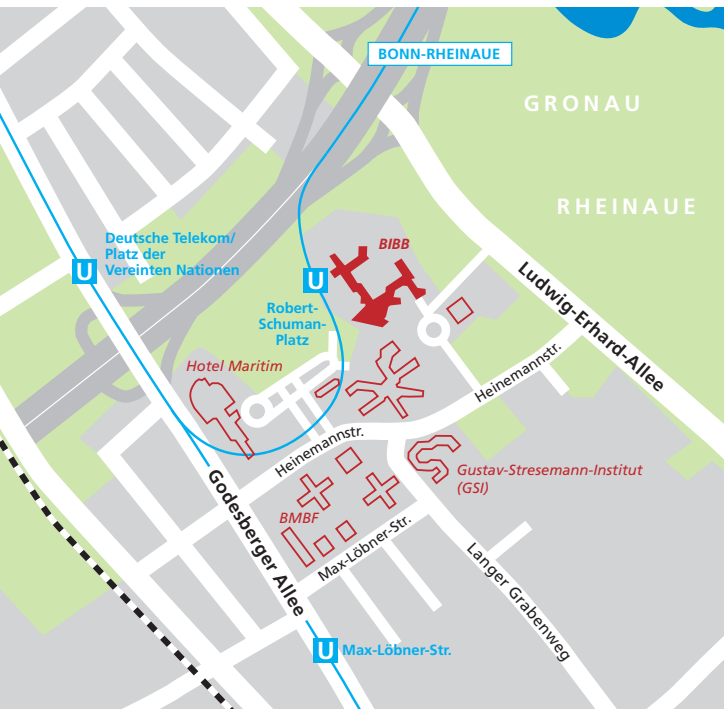 BONN-RHEINAUE
GRONAU
RHEINAUE
Deutsche Telekom/
Platz der
Vereinten Nationen
U
BIBB
U
Robert-
Schuman-
Platz
Ludwig-Erhard-Allee
Hotel Maritim
Heinemannstr.
Heinemannstr.
Gustav-Stresemann-Institut
(GSI)
Godesberger Allee
BMBF
Max-Löbner-Str.
Langer Grabenweg
U
Max-Löbner-Str.